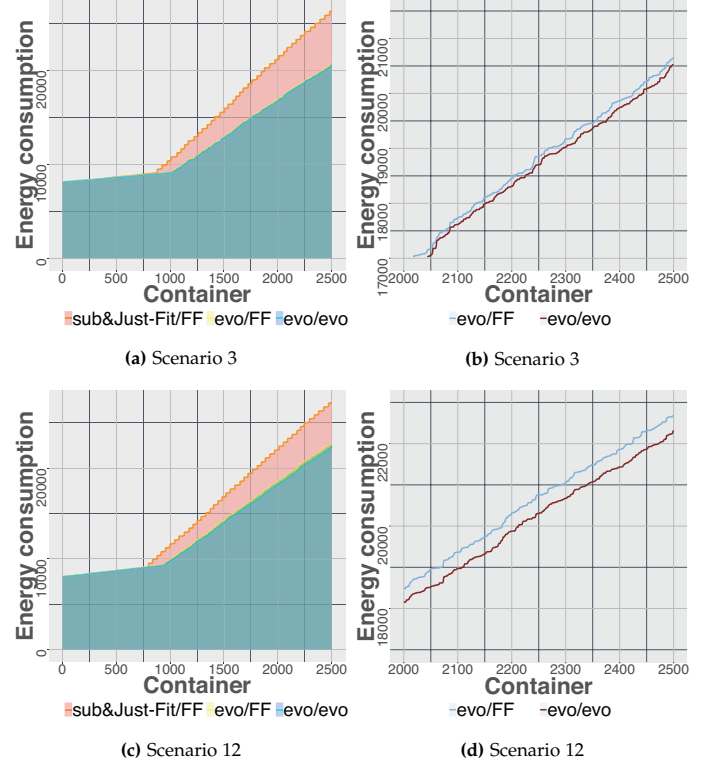 Energy consumption
0
10000
20000
0 500 1000 1500 2000 2500
Container
sub&Just-Fit/FF evo/FF evo/evo
(a) Scenario 3
Energy consumption
17000
18000
19000
20000
21000
2000 2100 2200 2300 2400 2500
Container
evo/FF evo/evo
(b) Scenario 3
Energy consumption
0
10000
20000
0 500 1000 1500 2000 2500
Container
sub&Just-Fit/FF evo/FF evo/evo
(c) Scenario 12
Energy consumption
18000
20000
22000
2000 2100 2200 2300 2400 2500
Container
evo/FF evo/evo
(d) Scenario 12